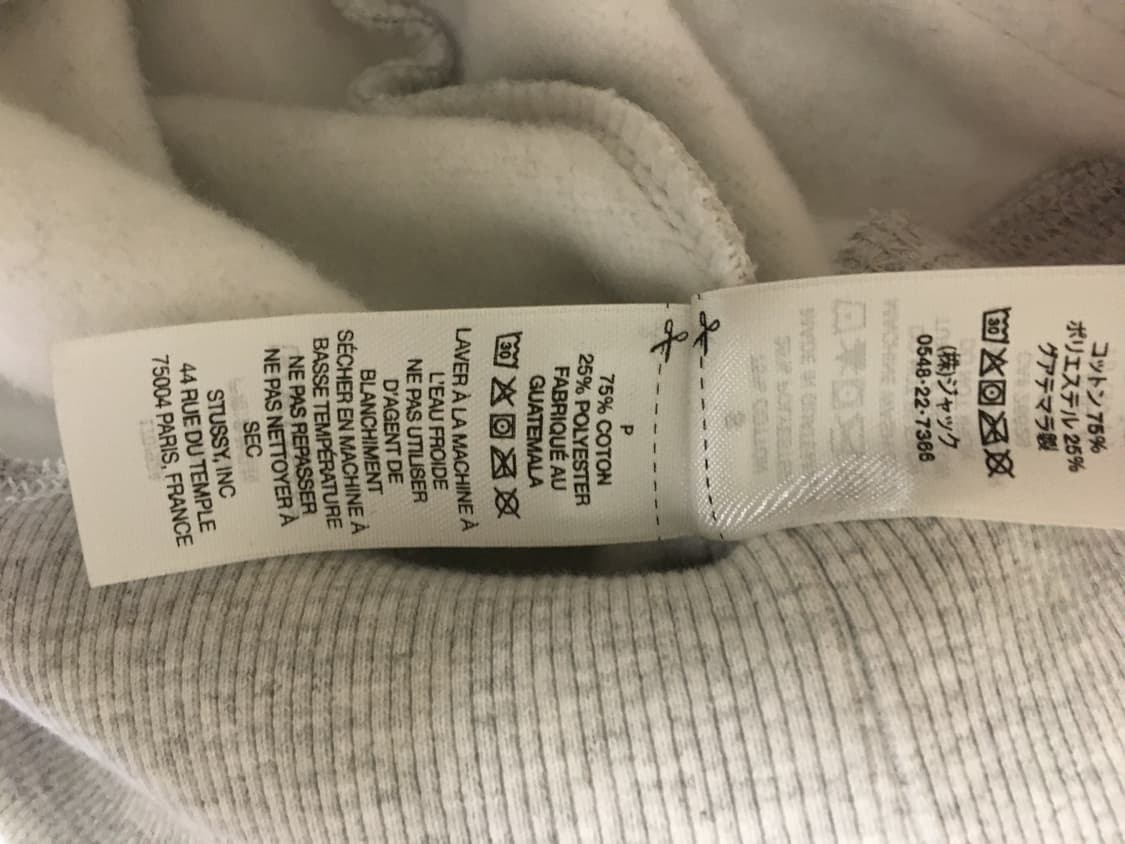 P
75% COTON
25% POLYESTER
FABRIQUÉ AU
GUATEMALA
30
LAVER À LA MACHINE À
L'EAU FROIDE
NE PAS UTILISER
D'AGENT DE
BLANCHIMENT
SÉCHER EN MACHINE À
BASSE TEMPÉRATURE
NE PAS REPASSER
NE PAS NETTOYER À
SEC
STUSSY, INC
44 RUE DU TEMPLE
75004 PARIS, FRANCE
コットン 75%
ポリエステル 25%
グアテマラ製
30
(株)ジャック
0548-22-7366